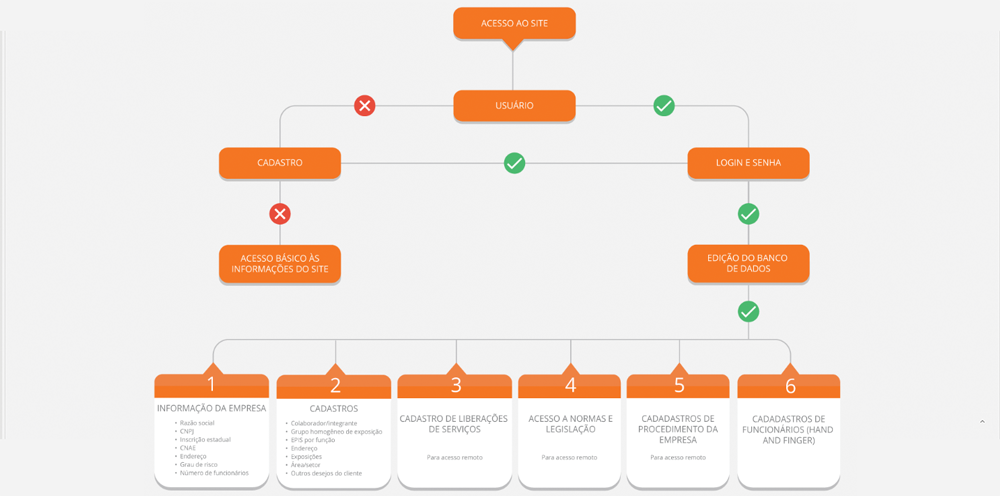 ACESSO AO SITE
USUÁRIO
CADASTRO
LOGIN E SENHA
ACESSO BÁSICO ÀS
INFORMAÇÕES DO SITE
EDIÇÃO DO BANCO
DE DADOS
1
INFORMAÇÃO DA EMPRESA
• Razão social
• CNPJ
• Inscrição estadual
• CNAE
• Endereço
• Grau de risco
• Número de funcionários
2
CADASTROS
• Colaborador/integrante
• Grupo homogêneo de exposição
• EPIS por função
• Endereço
• Exposições
• Área/setor
• Outros desejos do cliente
3
CADASTRO DE LIBERAÇÕES
DE SERVIÇOS
Para acesso remoto
4
ACESSO A NORMAS E
LEGISLAÇÃO
Para acesso remoto
5
CADADASTROS DE
PROCEDIMENTO DA
EMPRESA
Para acesso remoto
6
CADADASTROS DE
FUNCIONÁRIOS (HAND
AND FINGER)